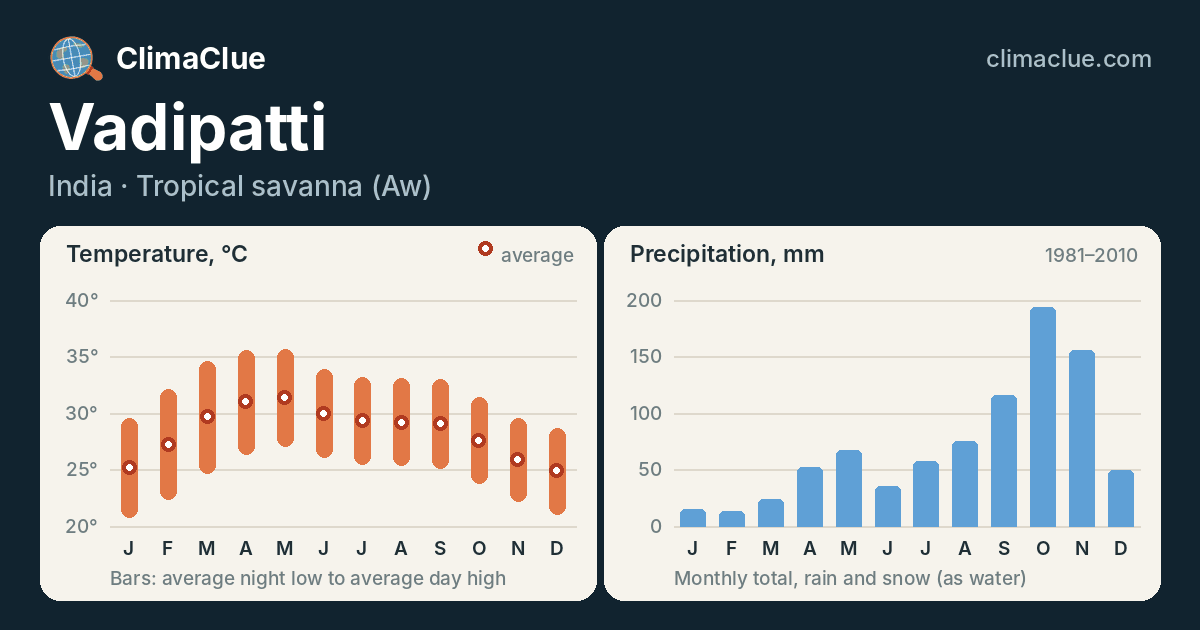 ClimaClue
climaclue.com
Vadipatti
India · Tropical savanna (Aw)
Temperature, °C
average
40°
35°
30°
25°
20°
J F M A M J J A S O N D
Bars: average night low to average day high
Precipitation, mm
1981–2010
200
150
100
50
0
J F M A M J J A S O N D
Monthly total, rain and snow (as water)